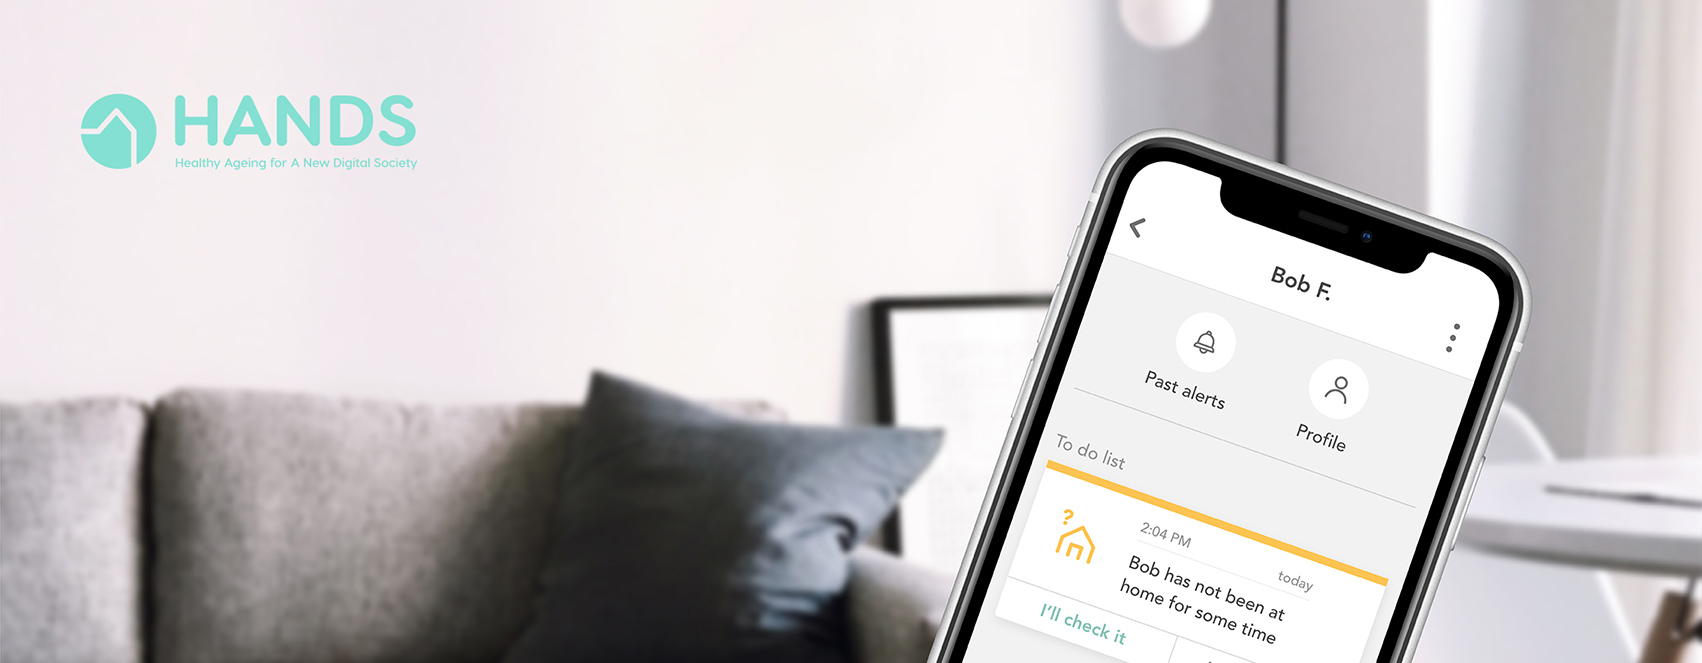 HANDS
Healthy Ageing for A New Digital Society
Bob F.
Past alerts
Profile
To do list
2:04 PM
today
Bob has not been at
home for some time
I'll check it